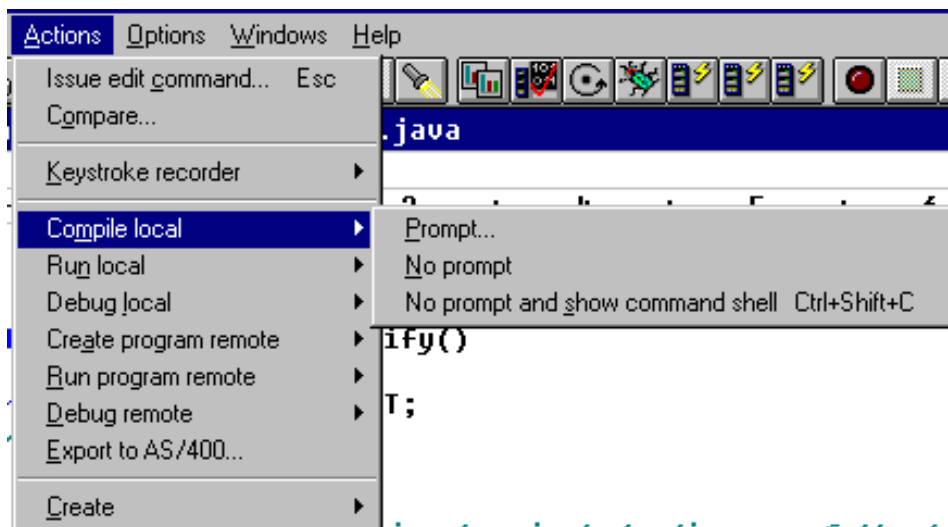 Actions Options Windows Help
Issue edit command... Esc
Compare...
.java
Keystroke recorder
Compile local
Prompt...
Run local
No prompt
Debug local
No prompt and show command shell Ctrl+Shift+C
Create program remote
ify()
Run program remote
Debug remote
T;
Export to AS/400...
Create